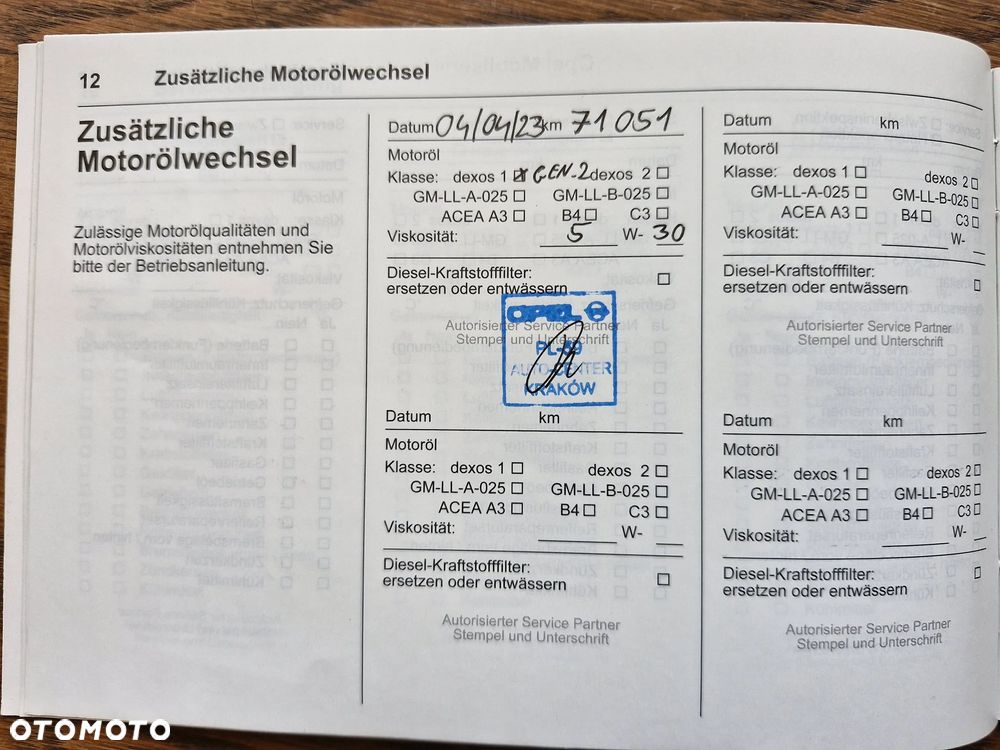 12 Zusätzliche Motorölwechsel
Zusätzliche
Motorölwechsel
Zulässige Motorölqualitäten und
Motorölviskositäten entnehmen Sie
bitte der Betriebsanleitung.
Datum 04/04/23 km 71 051
Motoröl
Klasse: dexos 1 ☒ GEN-2 dexos 2 ☐
GM-LL-A-025 ☐ GM-LL-B-025 ☐
ACEA A3 ☐ B4 ☐ C3 ☐
Viskosität: 5 W- 30
Diesel-Kraftstofffilter:
ersetzen oder entwässern ☐
Autorisierter Service Partner
Stempel und Unterschrift
OPEL
PL-59
AUTO-CENTER
KRAKÓW
Datum km
Motoröl
Klasse: dexos 1 ☐ dexos 2 ☐
GM-LL-A-025 ☐ GM-LL-B-025 ☐
ACEA A3 ☐ B4 ☐ C3 ☐
Viskosität: W-
Diesel-Kraftstofffilter:
ersetzen oder entwässern ☐
Autorisierter Service Partner
Stempel und Unterschrift
Datum km
Motoröl
Klasse: dexos 1 ☐ dexos 2 ☐
GM-LL-A-025 ☐ GM-LL-B-025 ☐
ACEA A3 ☐ B4 ☐ C3 ☐
Viskosität: W-
Diesel-Kraftstofffilter:
ersetzen oder entwässern ☐
Autorisierter Service Partner
Stempel und Unterschrift
Datum km
Motoröl
Klasse: dexos 1 ☐ dexos 2 ☐
GM-LL-A-025 ☐ GM-LL-B-025 ☐
ACEA A3 ☐ B4 ☐ C3 ☐
Viskosität: W-
Diesel-Kraftstofffilter:
ersetzen oder entwässern ☐
Autorisierter Service Partner
Stempel und Unterschrift
OTOMOTO